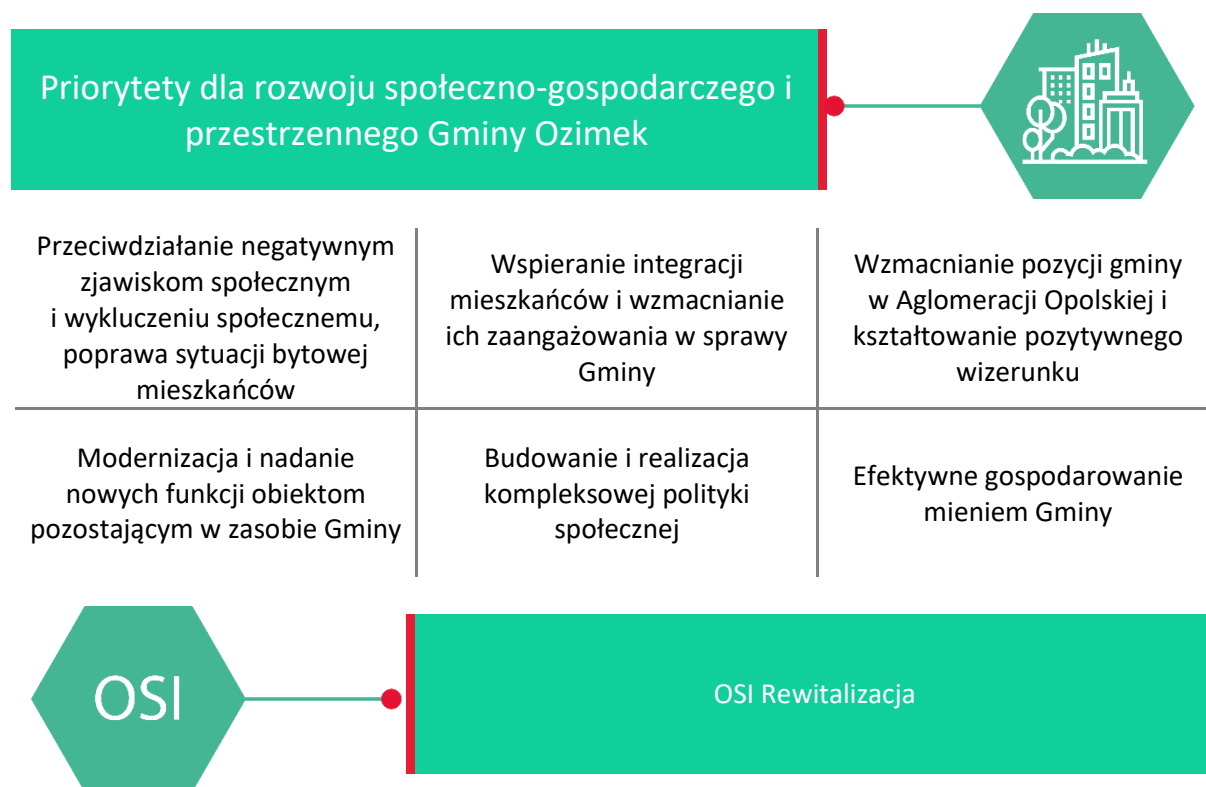 Priorytety dla rozwoju społeczno-gospodarczego i
przestrzennego Gminy Ozimek
Przeciwdziałanie negatywnym
zjawiskom społecznym
i wykluczeniu społecznemu,
poprawa sytuacji bytowej
mieszkańców
Wspieranie integracji
mieszkańców i wzmacnianie
ich zaangażowania w sprawy
Gminy
Wzmacnianie pozycji gminy
w Aglomeracji Opolskiej i
kształtowanie pozytywnego
wizerunku
Modernizacja i nadanie
nowych funkcji obiektom
pozostającym w zasobie Gminy
Budowanie i realizacja
kompleksowej polityki
społecznej
Efektywne gospodarowanie
mieniem Gminy
OSI
OSI Rewitalizacja